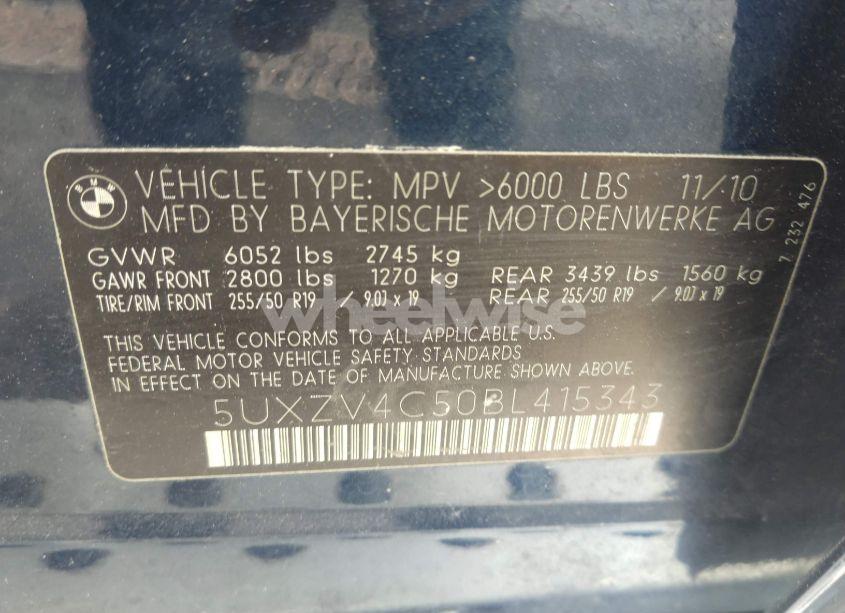 BMW
VEHICLE TYPE: MPV >6000 LBS 11/10
MFD BY BAYERISCHE MOTORENWERKE AG
GVWR 6052 lbs 2745 kg
GAWR FRONT 2800 lbs 1270 kg REAR 3439 lbs 1560 kg
TIRE/RIM FRONT 255/50 R19 / 9.0J x 19 REAR 255/50 R19 / 9.0J x 19
THIS VEHICLE CONFORMS TO ALL APPLICABLE U.S.
FEDERAL MOTOR VEHICLE SAFETY STANDARDS
IN EFFECT ON THE DATE OF MANUFACTURE SHOWN ABOVE.
5UXZV4C50BL415343
7 232 476
wheelwise